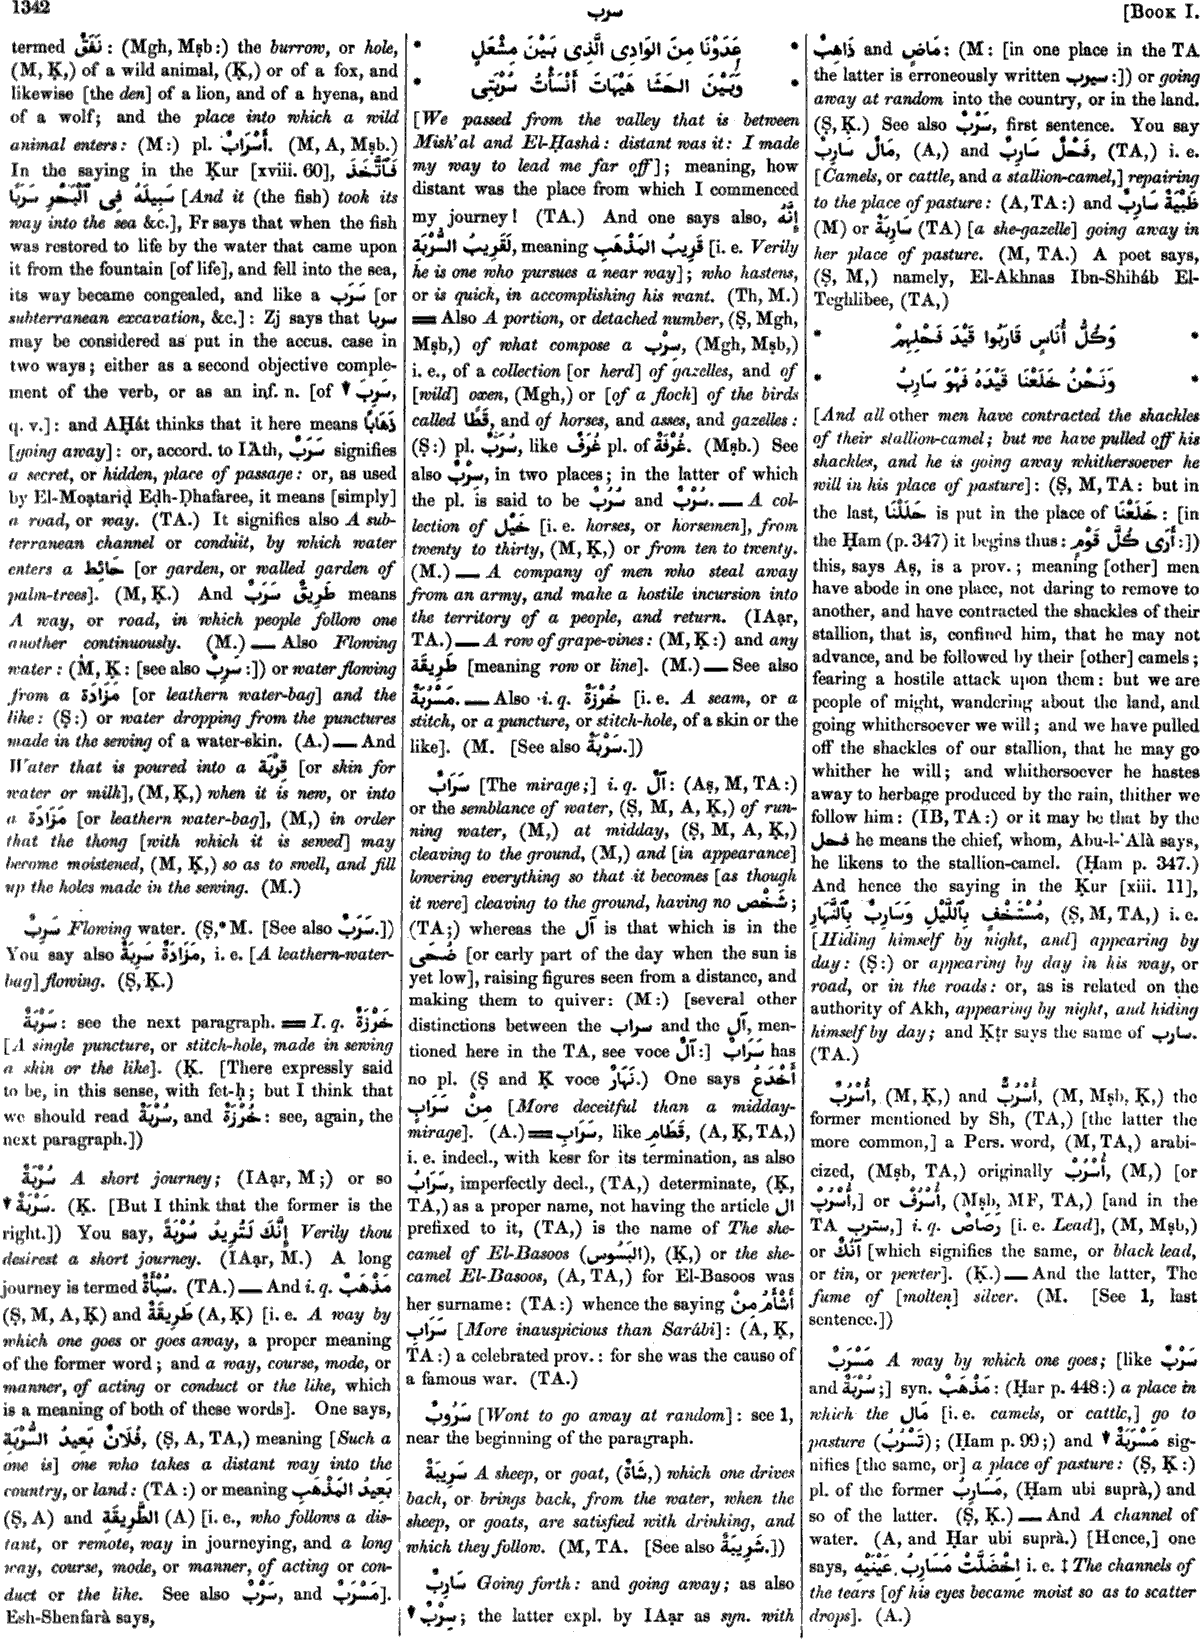 1342
سرب
[Book I.
termed نَفَقٌ: (Mgh, Mṣb:) the burrow, or hole,
(M, Ḳ,) of a wild animal, (Ḳ,) or of a fox, and
likewise [the den] of a lion, and of a hyena, and
of a wolf; and the place into which a wild
animal enters: (M:) pl. أَسْرَابٌ. (M, A, Mṣb.)
In the saying in the Ḳur [xviii. 60], فَٱتَّخَذَ
سَبِيلَهُ فِى ٱلْبَحْرِ سَرَبًا [And it (the fish) took its
way into the sea &c.], Fr says that when the fish
was restored to life by the water that came upon
it from the fountain [of life], and fell into the sea,
its way became congealed, and like a سَرَب [or
subterranean excavation, &c.]: Zj says that سربا
may be considered as put in the accus. case in
two ways; either as a second objective comple-
ment of the verb, or as an inf. n. [of ▾ سَرِبَ,
q. v.]: and AḤát thinks that it here means ذَهَابًا
[going away]: or, accord. to IAth, سَرَبٌ signifies
a secret, or hidden, place of passage: or, as used
by El-Moạtariḍ Eḍh-Ḍhafaree, it means [simply]
a road, or way. (TA.) It signifies also A sub-
terranean channel or conduit, by which water
enters a حَائِط [or garden, or walled garden of
palm-trees]. (M, Ḳ.) And طَرِيقٌ سَرَبٌ means
A way, or road, in which people follow one
another continuously. (M.) — Also Flowing
water: (M, Ḳ: [see also سَرِبٌ:]) or water flowing
from a مَزَادَة [or leathern water-bag] and the
like: (Ṣ:) or water dropping from the punctures
made in the sewing of a water-skin. (A.) — And
Water that is poured into a قِرْبَة [or skin for
water or milk], (M, Ḳ,) when it is new, or into
a مَزَادَة [or leathern water-bag], (M,) in order
that the thong [with which it is sewed] may
become moistened, (M, Ḳ,) so as to swell, and fill
up the holes made in the sewing. (M.)
سَرِبٌ Flowing water. (Ṣ,* M. [See also سَرَبٌ.])
You say also مَزَادَةٌ سَرِبَةٌ, i. e. [A leathern-water-
bag] flowing. (Ṣ, Ḳ.)
سَرْبَةٌ: see the next paragraph. = I. q. خَرْزَةٌ
[A single puncture, or stitch-hole, made in sewing
a skin or the like]. (Ḳ. [There expressly said
to be, in this sense, with fet-ḥ; but I think that
we should read سُرْبَةٌ, and خُرْزَة: see, again, the
next paragraph.])
سُرْبَةٌ A short journey; (IAạr, M;) or so
▾ سَرْبَةٌ. (Ḳ. [But I think that the former is the
right.]) You say, إِنَّكَ لَتُرِيدُ سُرْبَةً Verily thou
desirest a short journey. (IAạr, M.) A long
journey is termed سُبْأَةٌ. (TA.) — And i. q. مَذْهَبٌ
(Ṣ, M, A, Ḳ) and طَرِيقَةٌ (A, Ḳ) [i. e. A way by
which one goes or goes away, a proper meaning
of the former word; and a way, course, mode, or
manner, of acting or conduct or the like, which
is a meaning of both of these words]. One says,
فُلَانٌ بَعِيدُ السُّرْبَةِ, (Ṣ, A, TA,) meaning [Such a
one is] one who takes a distant way into the
country, or land: (TA:) or meaning بَعِيدُ المَذْهَبِ
(Ṣ, A) and الطَّرِيقَةِ (A) [i. e., who follows a dis-
tant, or remote, way in journeying, and a long
way, course, mode, or manner, of acting or con-
duct or the like. See also سَرْبٌ, and مَسْرَبٌ].
Esh-Shenfarà says,
* غَدَوْنَا مِنَ الوَادِى الَّذِى بَيْنَ مِشْعَلٍ *
* وَبَيْنَ الحَشَا هَيْهَاتَ أَنْسَأْتُ سُرْبَتِى *
[We passed from the valley that is between
Mish'al and El-Ḥashà: distant was it: I made
my way to lead me far off]; meaning, how
distant was the place from which I commenced
my journey! (TA.) And one says also, إِنَّهُ
لَقَرِيبُ السُّرْبَةِ, meaning قَرِيبُ المَذْهَبِ [i. e. Verily
he is one who pursues a near way]; who hastens,
or is quick, in accomplishing his want. (Th, M.)
= Also A portion, or detached number, (Ṣ, Mgh,
Mṣb,) of what compose a سِرْب, (Mgh, Mṣb,)
i. e., of a collection [or herd] of gazelles, and of
[wild] oxen, (Mgh,) or [of a flock] of the birds
called قَطًا, and of horses, and asses, and gazelles:
(Ṣ:) pl. سُرَبٌ, like غُرَفٌ pl. of غُرْفَةٌ. (Mṣb.) See
also سِرْبٌ, in two places; in the latter of which
the pl. is said to be سُرُبٌ and سُرْبٌ. — A col-
lection of خَيْل [i. e. horses, or horsemen], from
twenty to thirty, (M, Ḳ,) or from ten to twenty.
(M.) — A company of men who steal away
from an army, and make a hostile incursion into
the territory of a people, and return. (IAạr,
TA.) — A row of grape-vines: (M, Ḳ:) and any
طَرِيقَة [meaning row or line]. (M.) — See also
مَسْرُبَةٌ. — Also i. q. خُرْزَةٌ [i. e. A seam, or a
stitch, or a puncture, or stitch-hole, of a skin or the
like]. (M. [See also سَرْبَةٌ.])
سَرَابٌ [The mirage;] i. q. آلٌ: (Aṣ, M, TA:)
or the semblance of water, (Ṣ, M, A, Ḳ,) of run-
ning water, (M,) at midday, (Ṣ, M, A, Ḳ,)
cleaving to the ground, (M,) and [in appearance]
lowering everything so that it becomes [as though
it were] cleaving to the ground, having no شَخْص;
(TA;) whereas the آل is that which is in the
ضُحَى [or early part of the day when the sun is
yet low], raising figures seen from a distance, and
making them to quiver: (M:) [several other
distinctions between the سراب and the آل, men-
tioned here in the TA, see voce آلٌ:] سَرَابٌ has
no pl. (Ṣ and Ḳ voce نَهَارٌ.) One says أَخْدَعُ
مِنْ سَرَابٍ [More deceitful than a midday-
mirage]. (A.) = سَرَابِ, like قَطَامِ, (A, Ḳ, TA,)
i. e. indecl., with kesr for its termination, as also
سَرَابُ, imperfectly decl., (TA,) determinate, (Ḳ,
TA,) as a proper name, not having the article ال
prefixed to it, (TA,) is the name of The she-
camel of El-Basoos (البَسُوس), (Ḳ,) or the she-
camel El-Basoos, (A, TA,) for El-Basoos was
her surname: (TA:) whence the saying أَشْأَمُ مِنْ
سَرَابِ [More inauspicious than Sarábi]: (A, Ḳ,
TA:) a celebrated prov.: for she was the cause of
a famous war. (TA.)
سَرُوبٌ [Wont to go away at random]: see 1,
near the beginning of the paragraph.
سَرِيبَةٌ A sheep, or goat, (شَاةٌ,) which one drives
back, or brings back, from the water, when the
sheep, or goats, are satisfied with drinking, and
which they follow. (M, TA. [See also شَرِيبَةٌ.])
سَارِبٌ Going forth: and going away; as also
▾ سِرْبٌ; the latter expl. by IAạr as syn. with
ذَاهِبٌ and مَاضٍ: (M: [in one place in the TA
the latter is erroneously written سيرب:]) or going
away at random into the country, or in the land.
(Ṣ, Ḳ.) See also سَرْبٌ, first sentence. You say
مَالٌ سَارِبٌ, (A,) and فَحْلٌ سَارِبٌ, (TA,) i. e.
[Camels, or cattle, and a stallion-camel,] repairing
to the place of pasture: (A, TA:) and ظَبْيَةٌ سَارِبٌ
(M) or سَارِبَةٌ (TA) [a she-gazelle] going away in
her place of pasture. (M, TA.) A poet says,
(Ṣ, M,) namely, El-Akhnas Ibn-Shiháb El-
Teghlibee, (TA,)
* وَكُلُّ أُنَاسٍ قَارَبُوا قَيْدَ فَحْلِهِمْ *
* وَنَحْنُ خَلَعْنَا قَيْدَهُ فَهْوَ سَارِبُ *
[And all other men have contracted the shackles
of their stallion-camel; but we have pulled off his
shackles, and he is going away whithersoever he
will in his place of pasture]: (Ṣ, M, TA: but in
the last, حَلَلْنَا is put in the place of خَلَعْنَا: [in
the Ḥam (p. 347) it begins thus: أَرَى كُلَّ قَوْمٍ:])
this, says Aṣ, is a prov.; meaning [other] men
have abode in one place, not daring to remove to
another, and have contracted the shackles of their
stallion, that is, confined him, that he may not
advance, and be followed by their [other] camels;
fearing a hostile attack upon them: but we are
people of might, wandering about the land, and
going whithersoever we will; and we have pulled
off the shackles of our stallion, that he may go
whither he will; and whithersoever he hastes
away to herbage produced by the rain, thither we
follow him: (IB, TA:) or it may be that by the
فحل he means the chief, whom, Abu-l-'Alà says,
he likens to the stallion-camel. (Ḥam p. 347.)
And hence the saying in the Ḳur [xiii. 11],
مُسْتَخْفٍ بِٱللَّيْلِ وَسَارِبٌ بِٱلنَّهَارِ, (Ṣ, M, TA,) i. e.
[Hiding himself by night, and] appearing by
day: (Ṣ:) or appearing by day in his way, or
road, or in the roads: or, as is related on the
authority of Akh, appearing by night, and hiding
himself by day; and Ḳṭr says the same of سارب.
(TA.)
أُسْرُبٌ, (M, Ḳ,) and أُسْرُبٌّ, (M, Mṣb, Ḳ,) the
former mentioned by Sh, (TA,) [the latter the
more common,] a Pers. word, (M, TA,) arabi-
cized, (Mṣb, TA,) originally أُسْرُبْ, (M,) [or
أُسْرَبْ,] or أُسْرُفْ, (Mṣb, MF, TA,) [and in the
TA سترب,] i. q. رَصَاصٌ [i. e. Lead], (M, Mṣb,)
or آنُكٌ [which signifies the same, or black lead,
or tin, or pewter]. (Ḳ.) — And the latter, The
fume of [molten] silver. (M. [See 1, last
sentence.])
مَسْرَبٌ A way by which one goes; [like سَرْبٌ
and سُرْبَةٌ;] syn. مَذْهَبٌ: (Ḥar p. 448:) a place in
which the مَال [i. e. camels, or cattle,] go to
pasture (تَسْرُبُ); (Ḥam p. 99;) and ▾ مَسْرَبَةٌ sig-
nifies [the same, or] a place of pasture: (Ṣ, Ḳ:)
pl. of the former مَسَارِبُ, (Ḥam ubi suprà,) and
so of the latter. (Ṣ, Ḳ.) — And A channel of
water. (A, and Ḥar ubi suprà.) [Hence,] one
says, اِخْضَلَّتْ مَسَارِبُ عَيْنَيْهِ i. e. ‡ The channels of
the tears [of his eyes became moist so as to scatter
drops]. (A.)